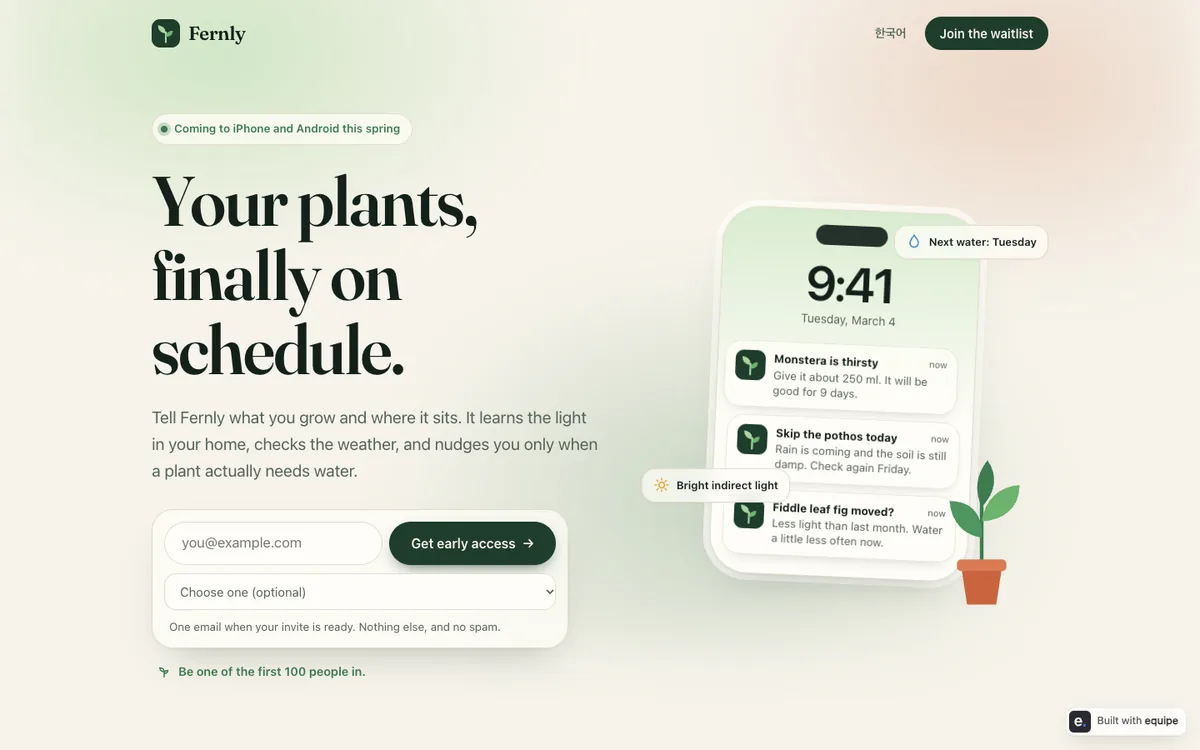 Fernly
한국어
Join the waitlist
Coming to iPhone and Android this spring
Your plants,
finally on
schedule.
Tell Fernly what you grow and where it sits. It learns the light
in your home, checks the weather, and nudges you only when
a plant actually needs water.
you@example.com
Get early access →
Choose one (optional)
One email when your invite is ready. Nothing else, and no spam.
Be one of the first 100 people in.
Next water: Tuesday
9:41
Tuesday, March 4
Monstera is thirsty
now
Give it about 250 ml. It will be
good for 9 days.
Skip the pothos today
now
Rain is coming and the soil is still
damp. Check again Friday.
Bright indirect light
Fiddle leaf fig moved?
now
Less light than last month. Water
a little less often now.
e.
Built with equipe